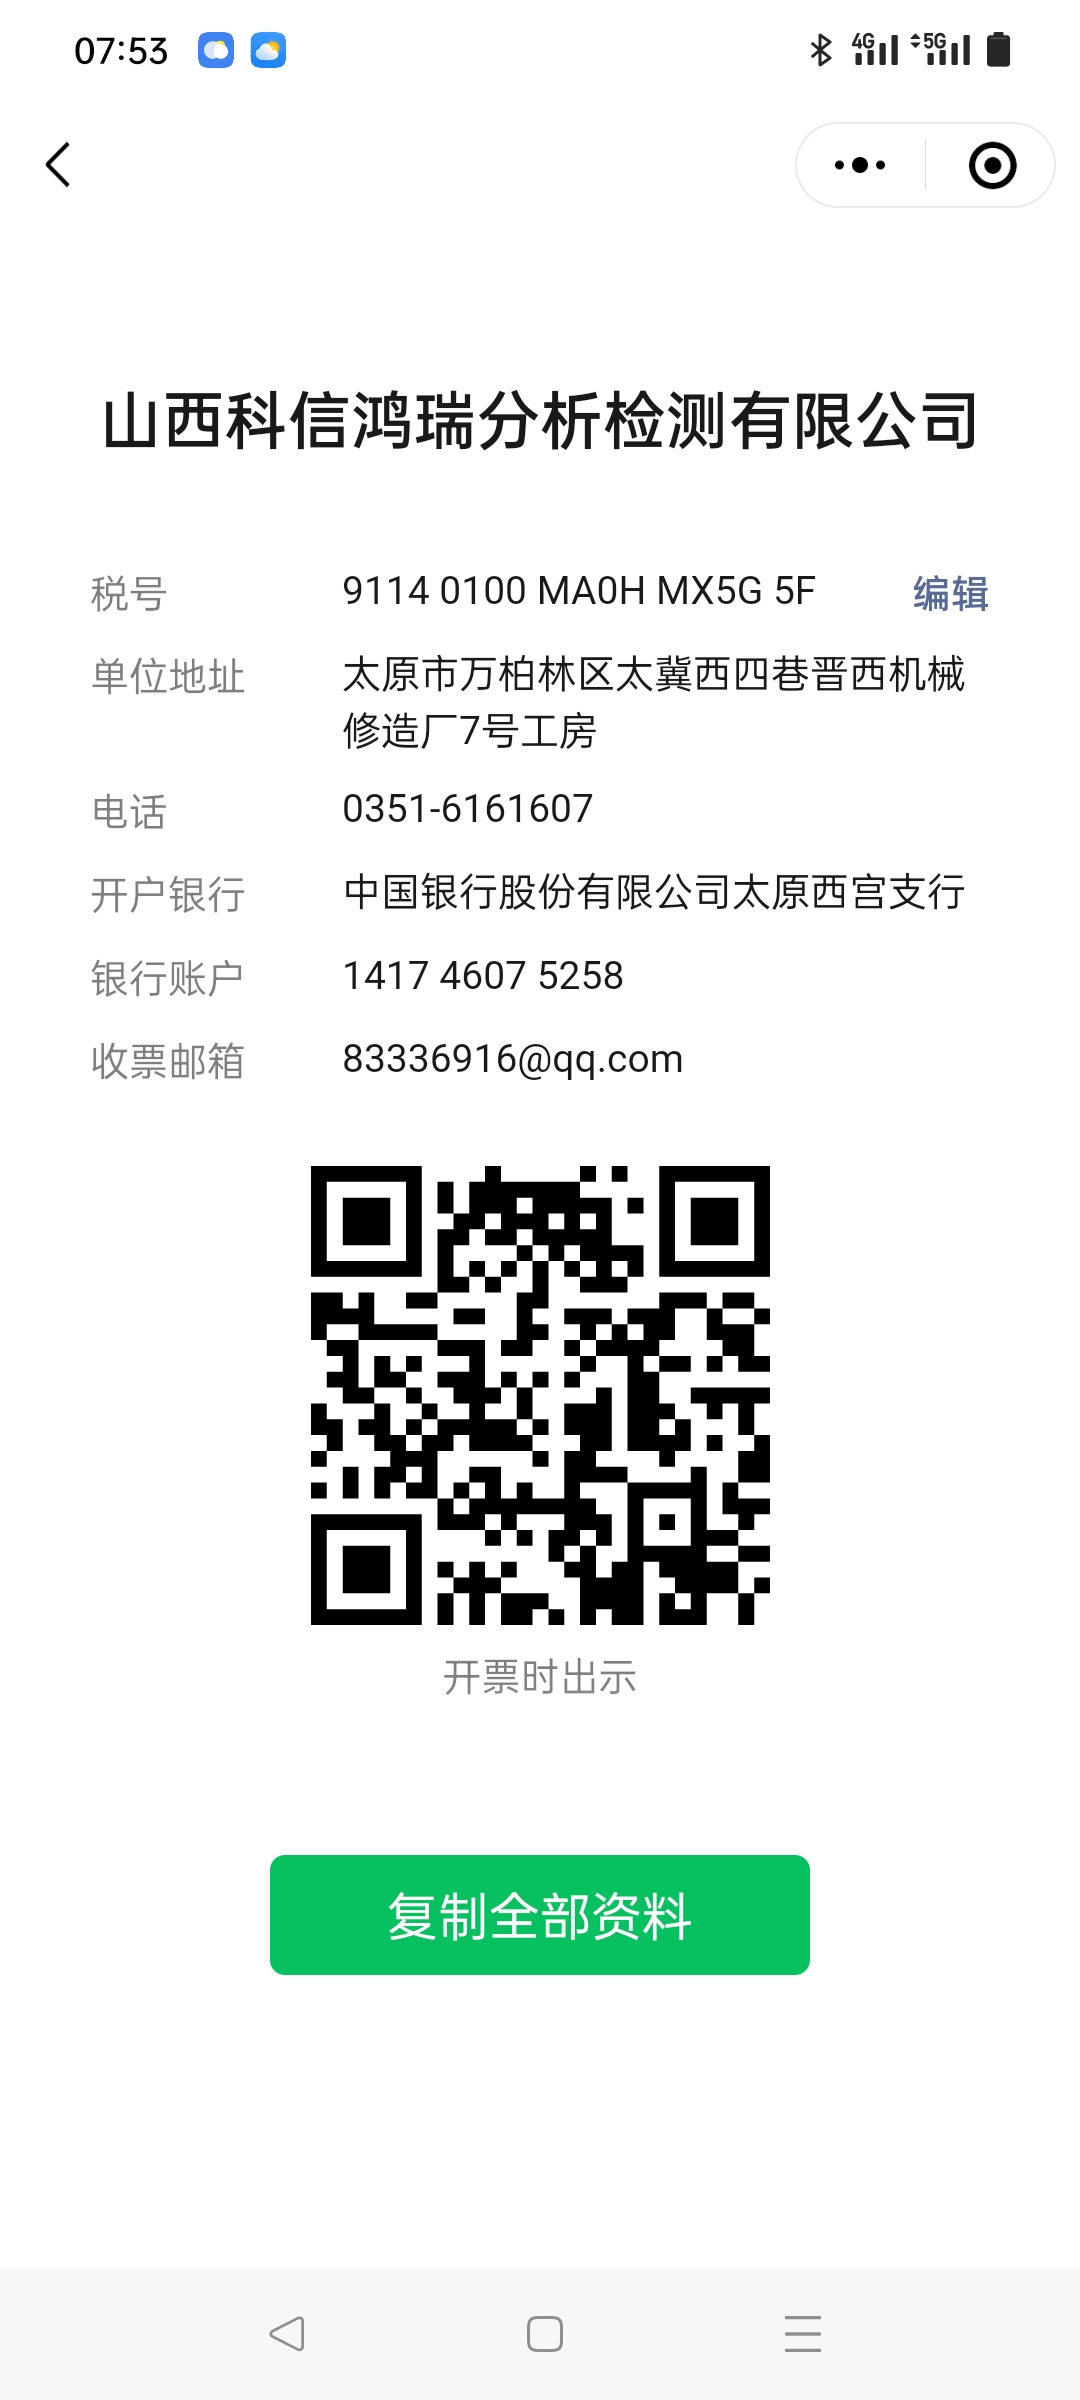 07:53
4G
5G
山西科信鸿瑞分析检测有限公司
税号 9114 0100 MA0H MX5G 5F 编辑
单位地址 太原市万柏林区太冀西四巷晋西机械
修造厂7号工房
电话 0351-6161607
开户银行 中国银行股份有限公司太原西宫支行
银行账户 1417 4607 5258
收票邮箱 83336916@qq.com
开票时出示
复制全部资料